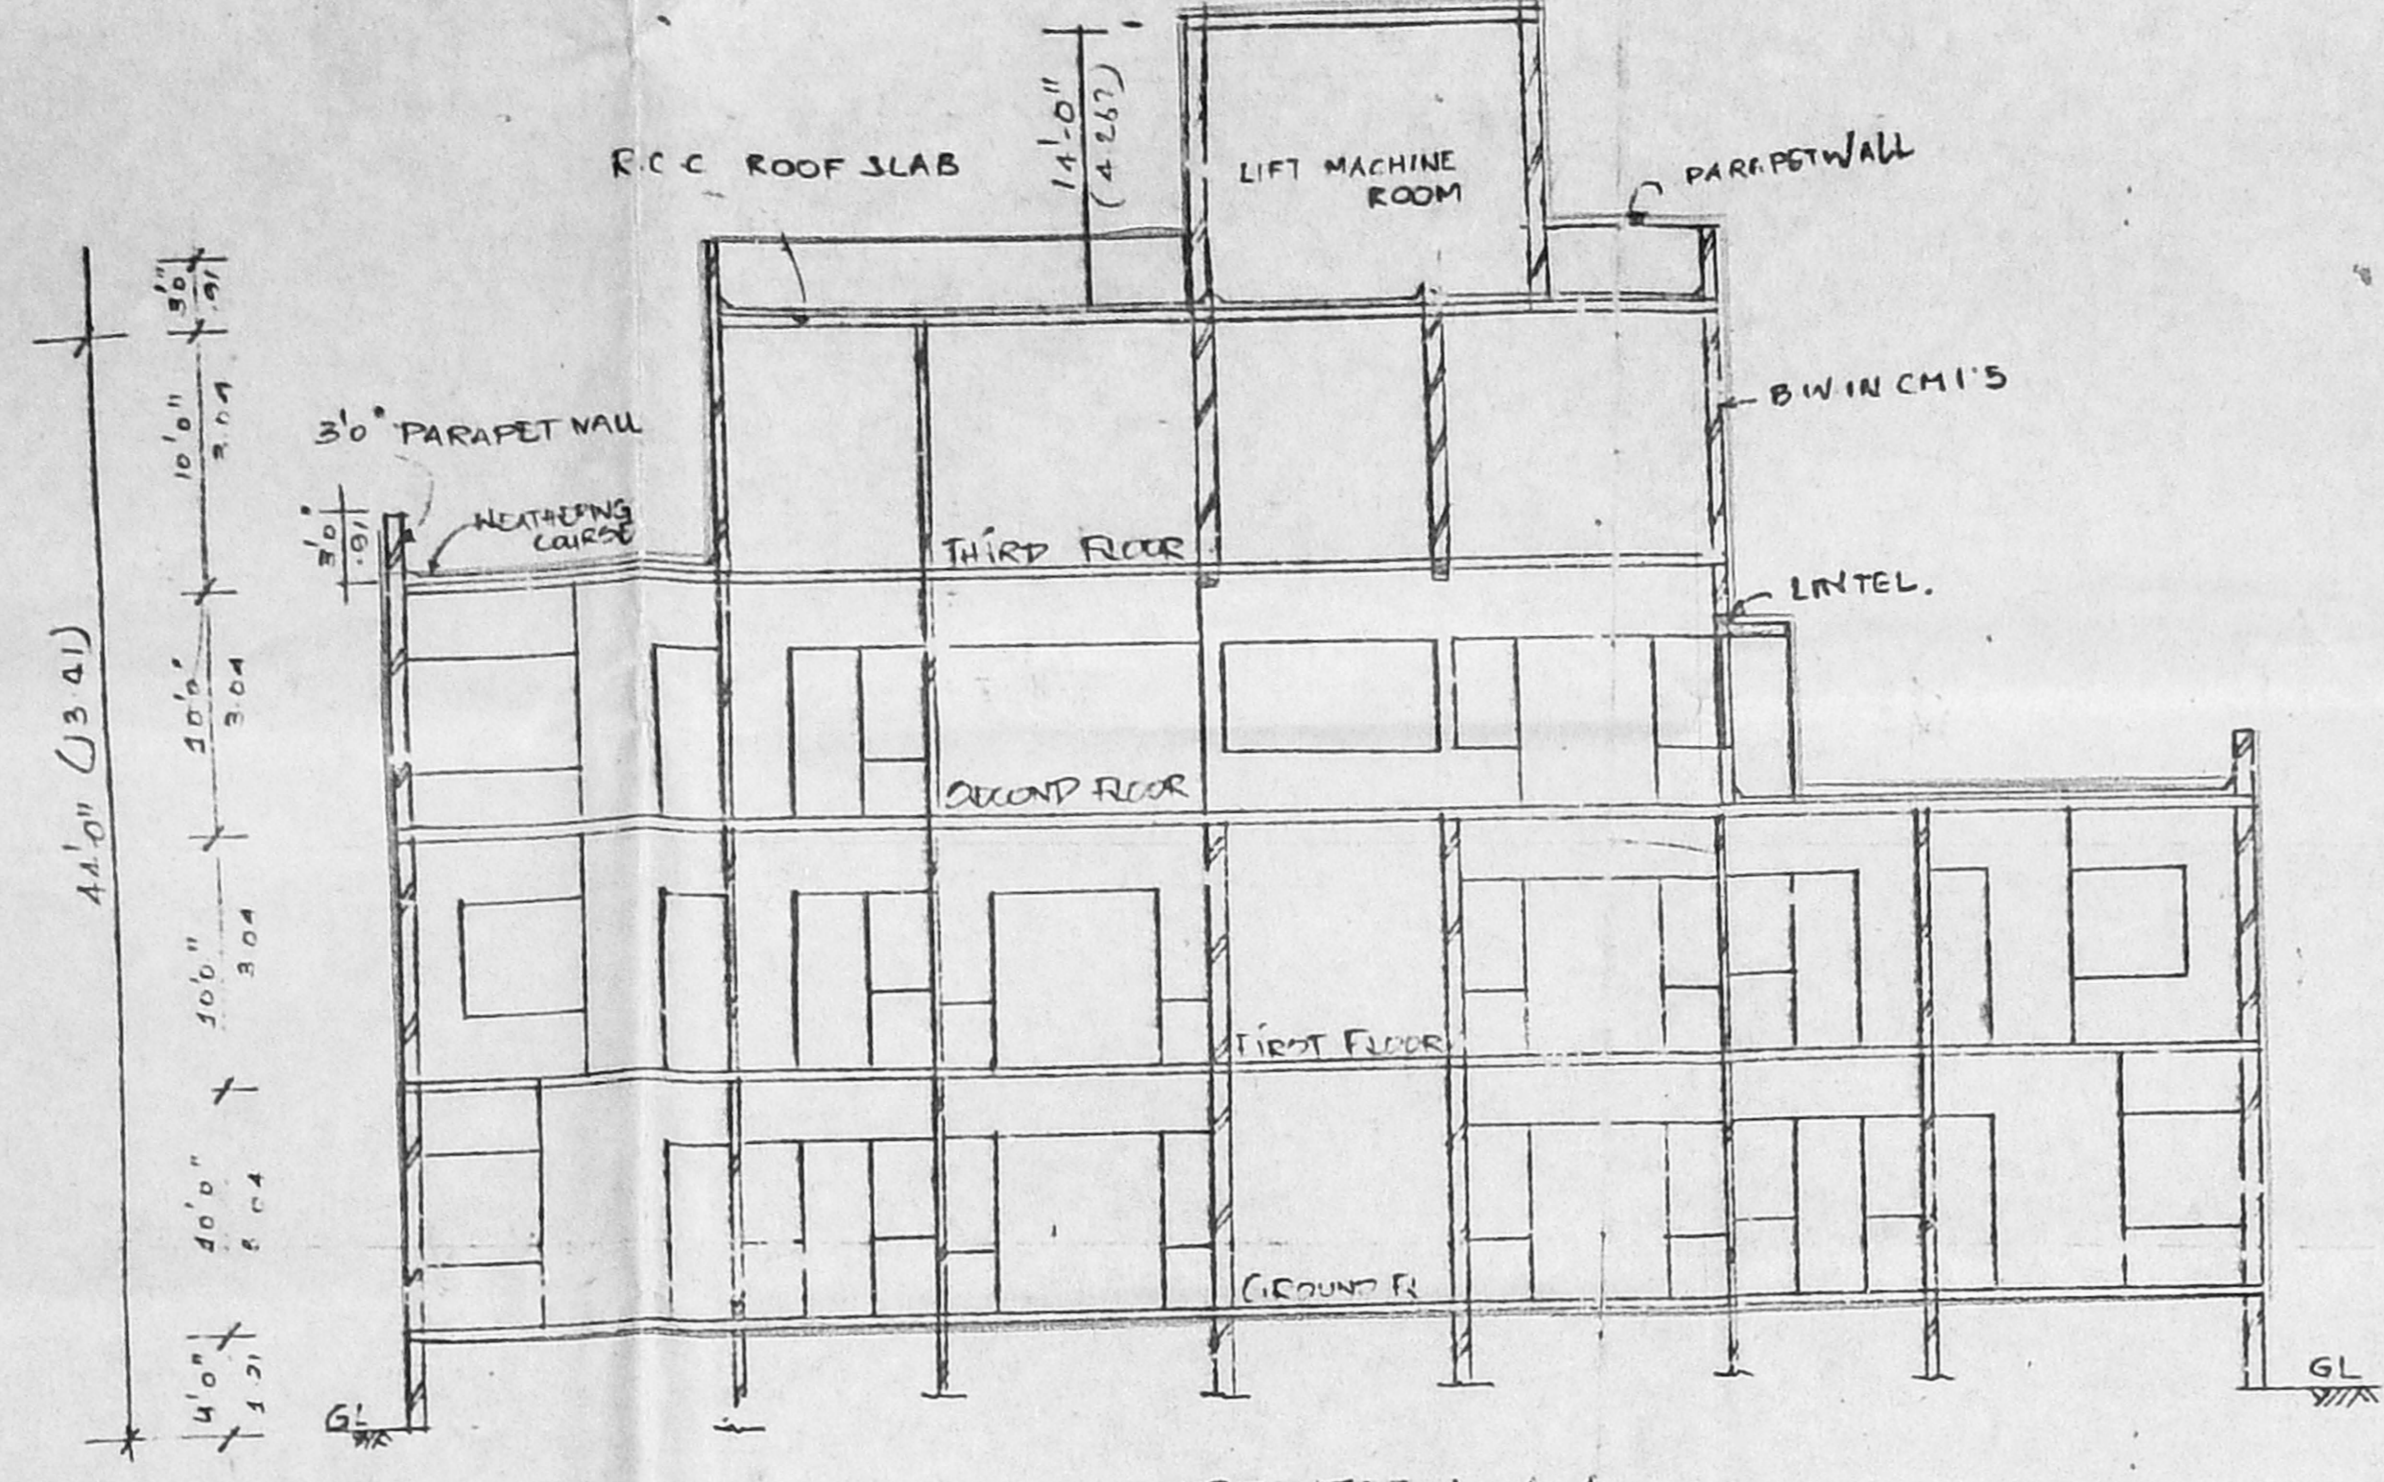 14'-0"
(4.267)
R.C.C ROOF SLAB
LIFT MACHINE
ROOM
PARAPETWALL
3'0"
.91
10'0"
3.04
3'0" PARAPET WALL
3'0"
.91
WEATHERING
COURSE
B W IN CM 1:5
THIRD FLOOR
LINTEL.
44'-0" (13.41)
10'0"
3.04
SECOND FLOOR
10'0"
3.04
FIRST FLOOR
10'0"
3.04
GROUND FL
4'0"
1.21
GL
GL